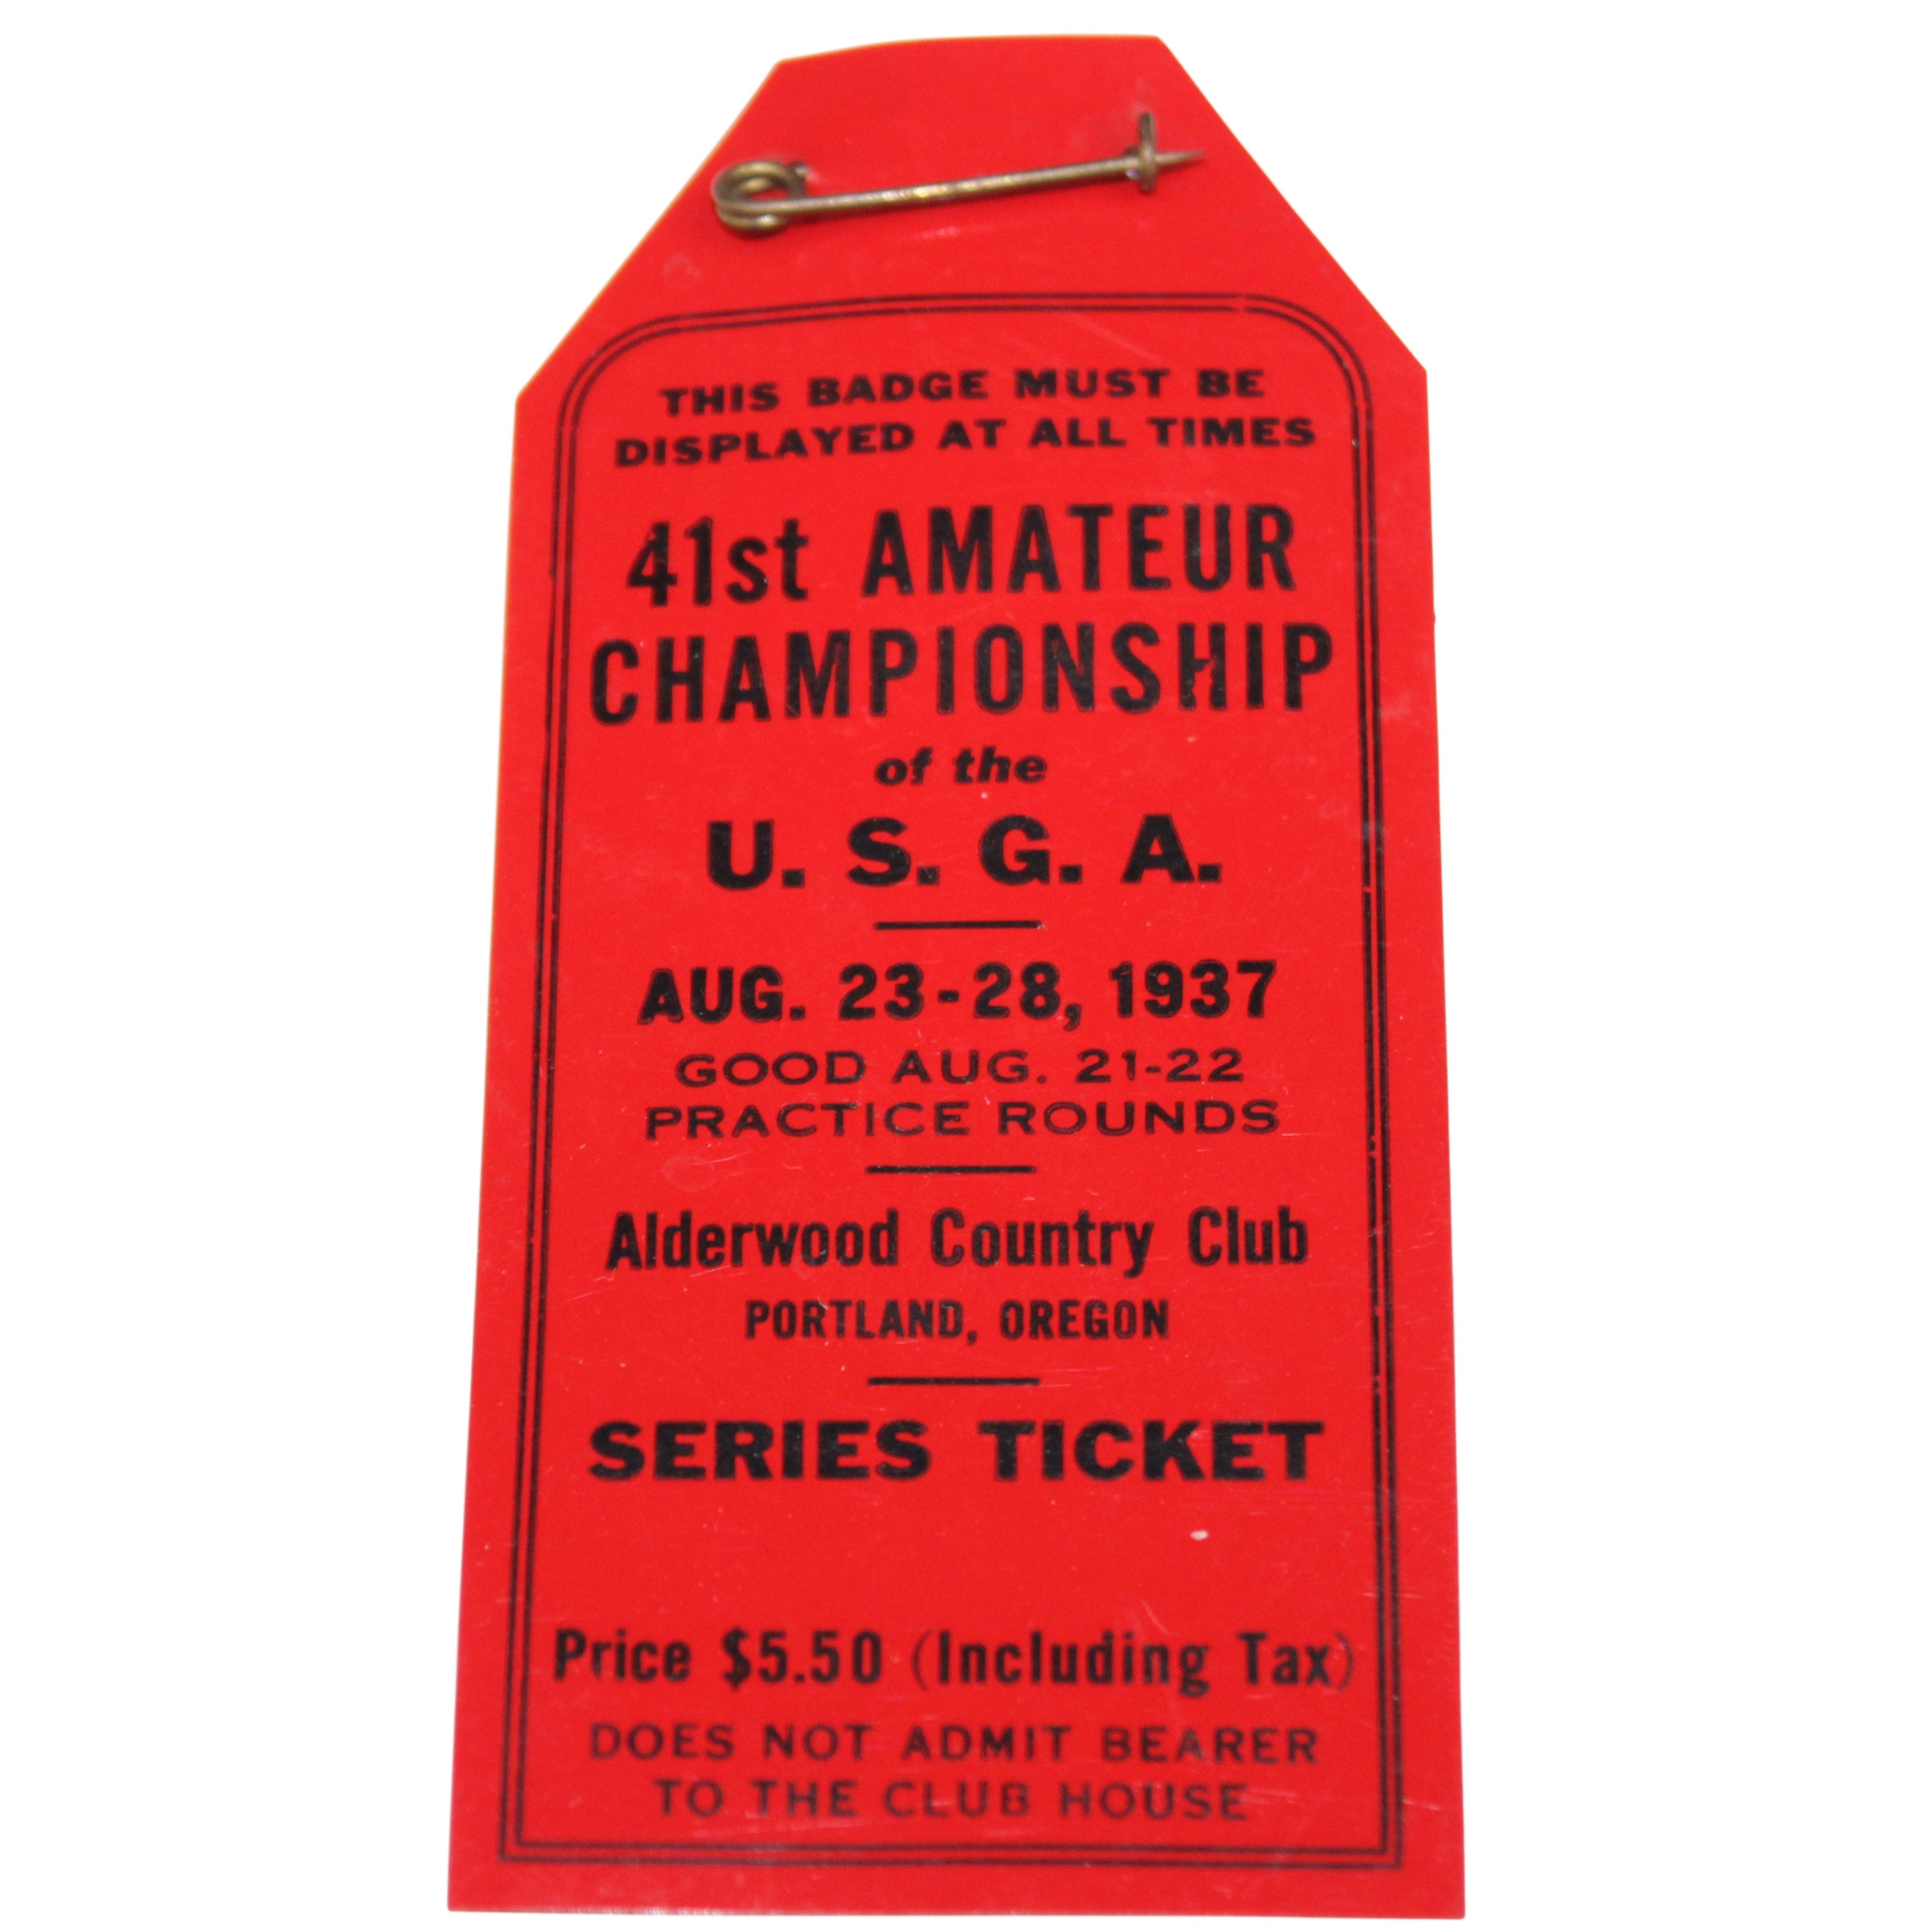 THIS BADGE MUST BE
DISPLAYED AT ALL TIMES
41st AMATEUR
CHAMPIONSHIP
of the
U. S. G. A.
AUG. 23-28, 1937
GOOD AUG. 21-22
PRACTICE ROUNDS
Alderwood Country Club
PORTLAND, OREGON
SERIES TICKET
Price $5.50 (Including Tax)
DOES NOT ADMIT BEARER
TO THE CLUB HOUSE